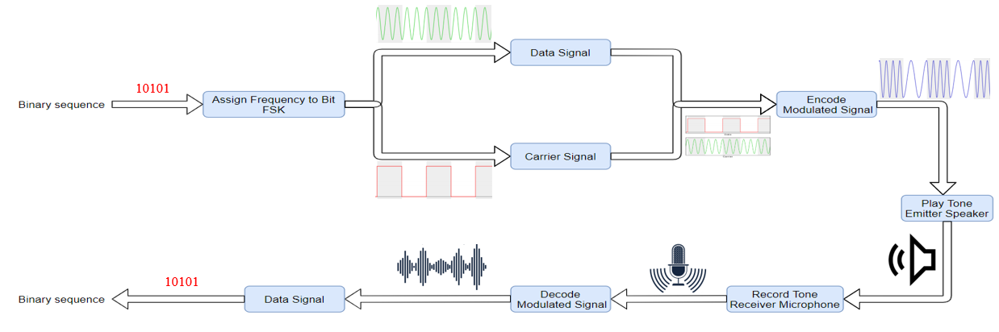 10101
Binary sequence
Assign Frequency to Bit
FSK
Data Signal
Carrier Signal
Encode
Modulated Signal
Play Tone
Emitter Speaker
Record Tone
Receiver Microphone
Decode
Modulated Signal
Data Signal
10101
Binary sequence